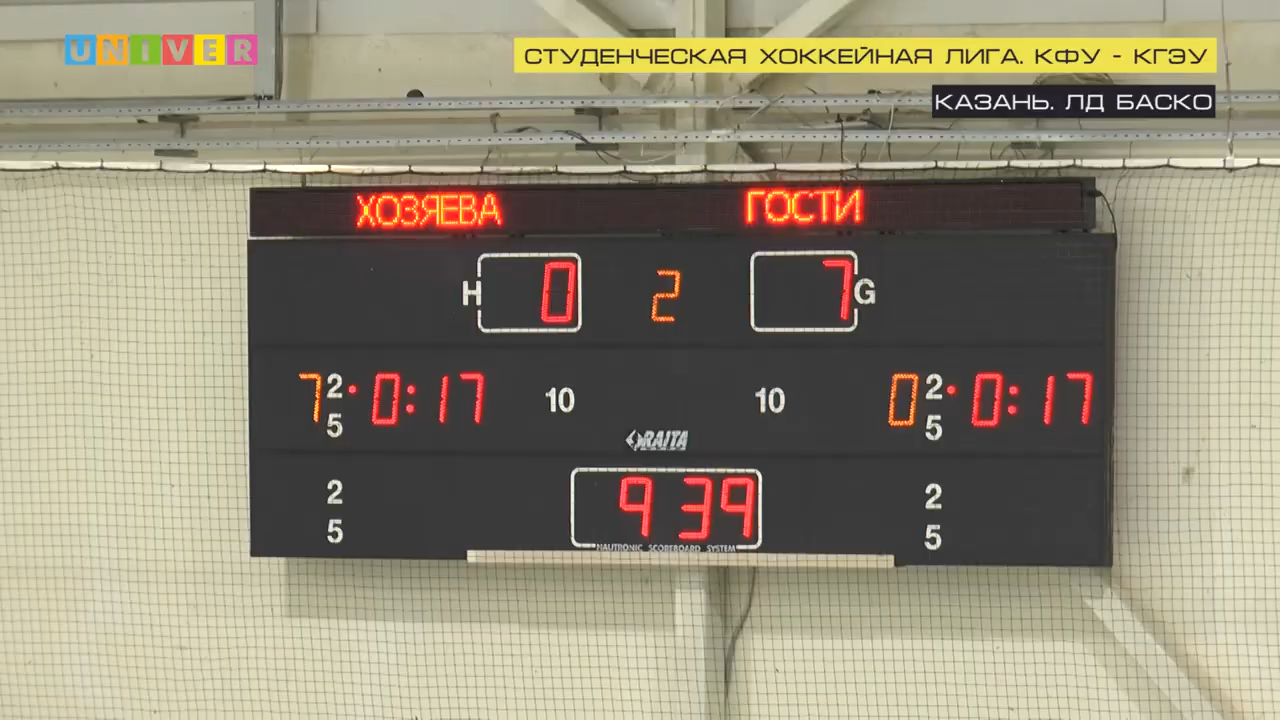 UNIVER
СТУДЕНЧЕСКАЯ ХОККЕЙНАЯ ЛИГА. КФУ - КГЭУ
КАЗАНЬ. ЛД БАСКО
ХОЗЯЕВА ГОСТИ
H 0 2 7 G
7 2 0:17 10 10 0 2 0:17
5 5
RAITA
2 9 39 2
5 5
NAUTRONIC SCOREBOARD SYSTEM